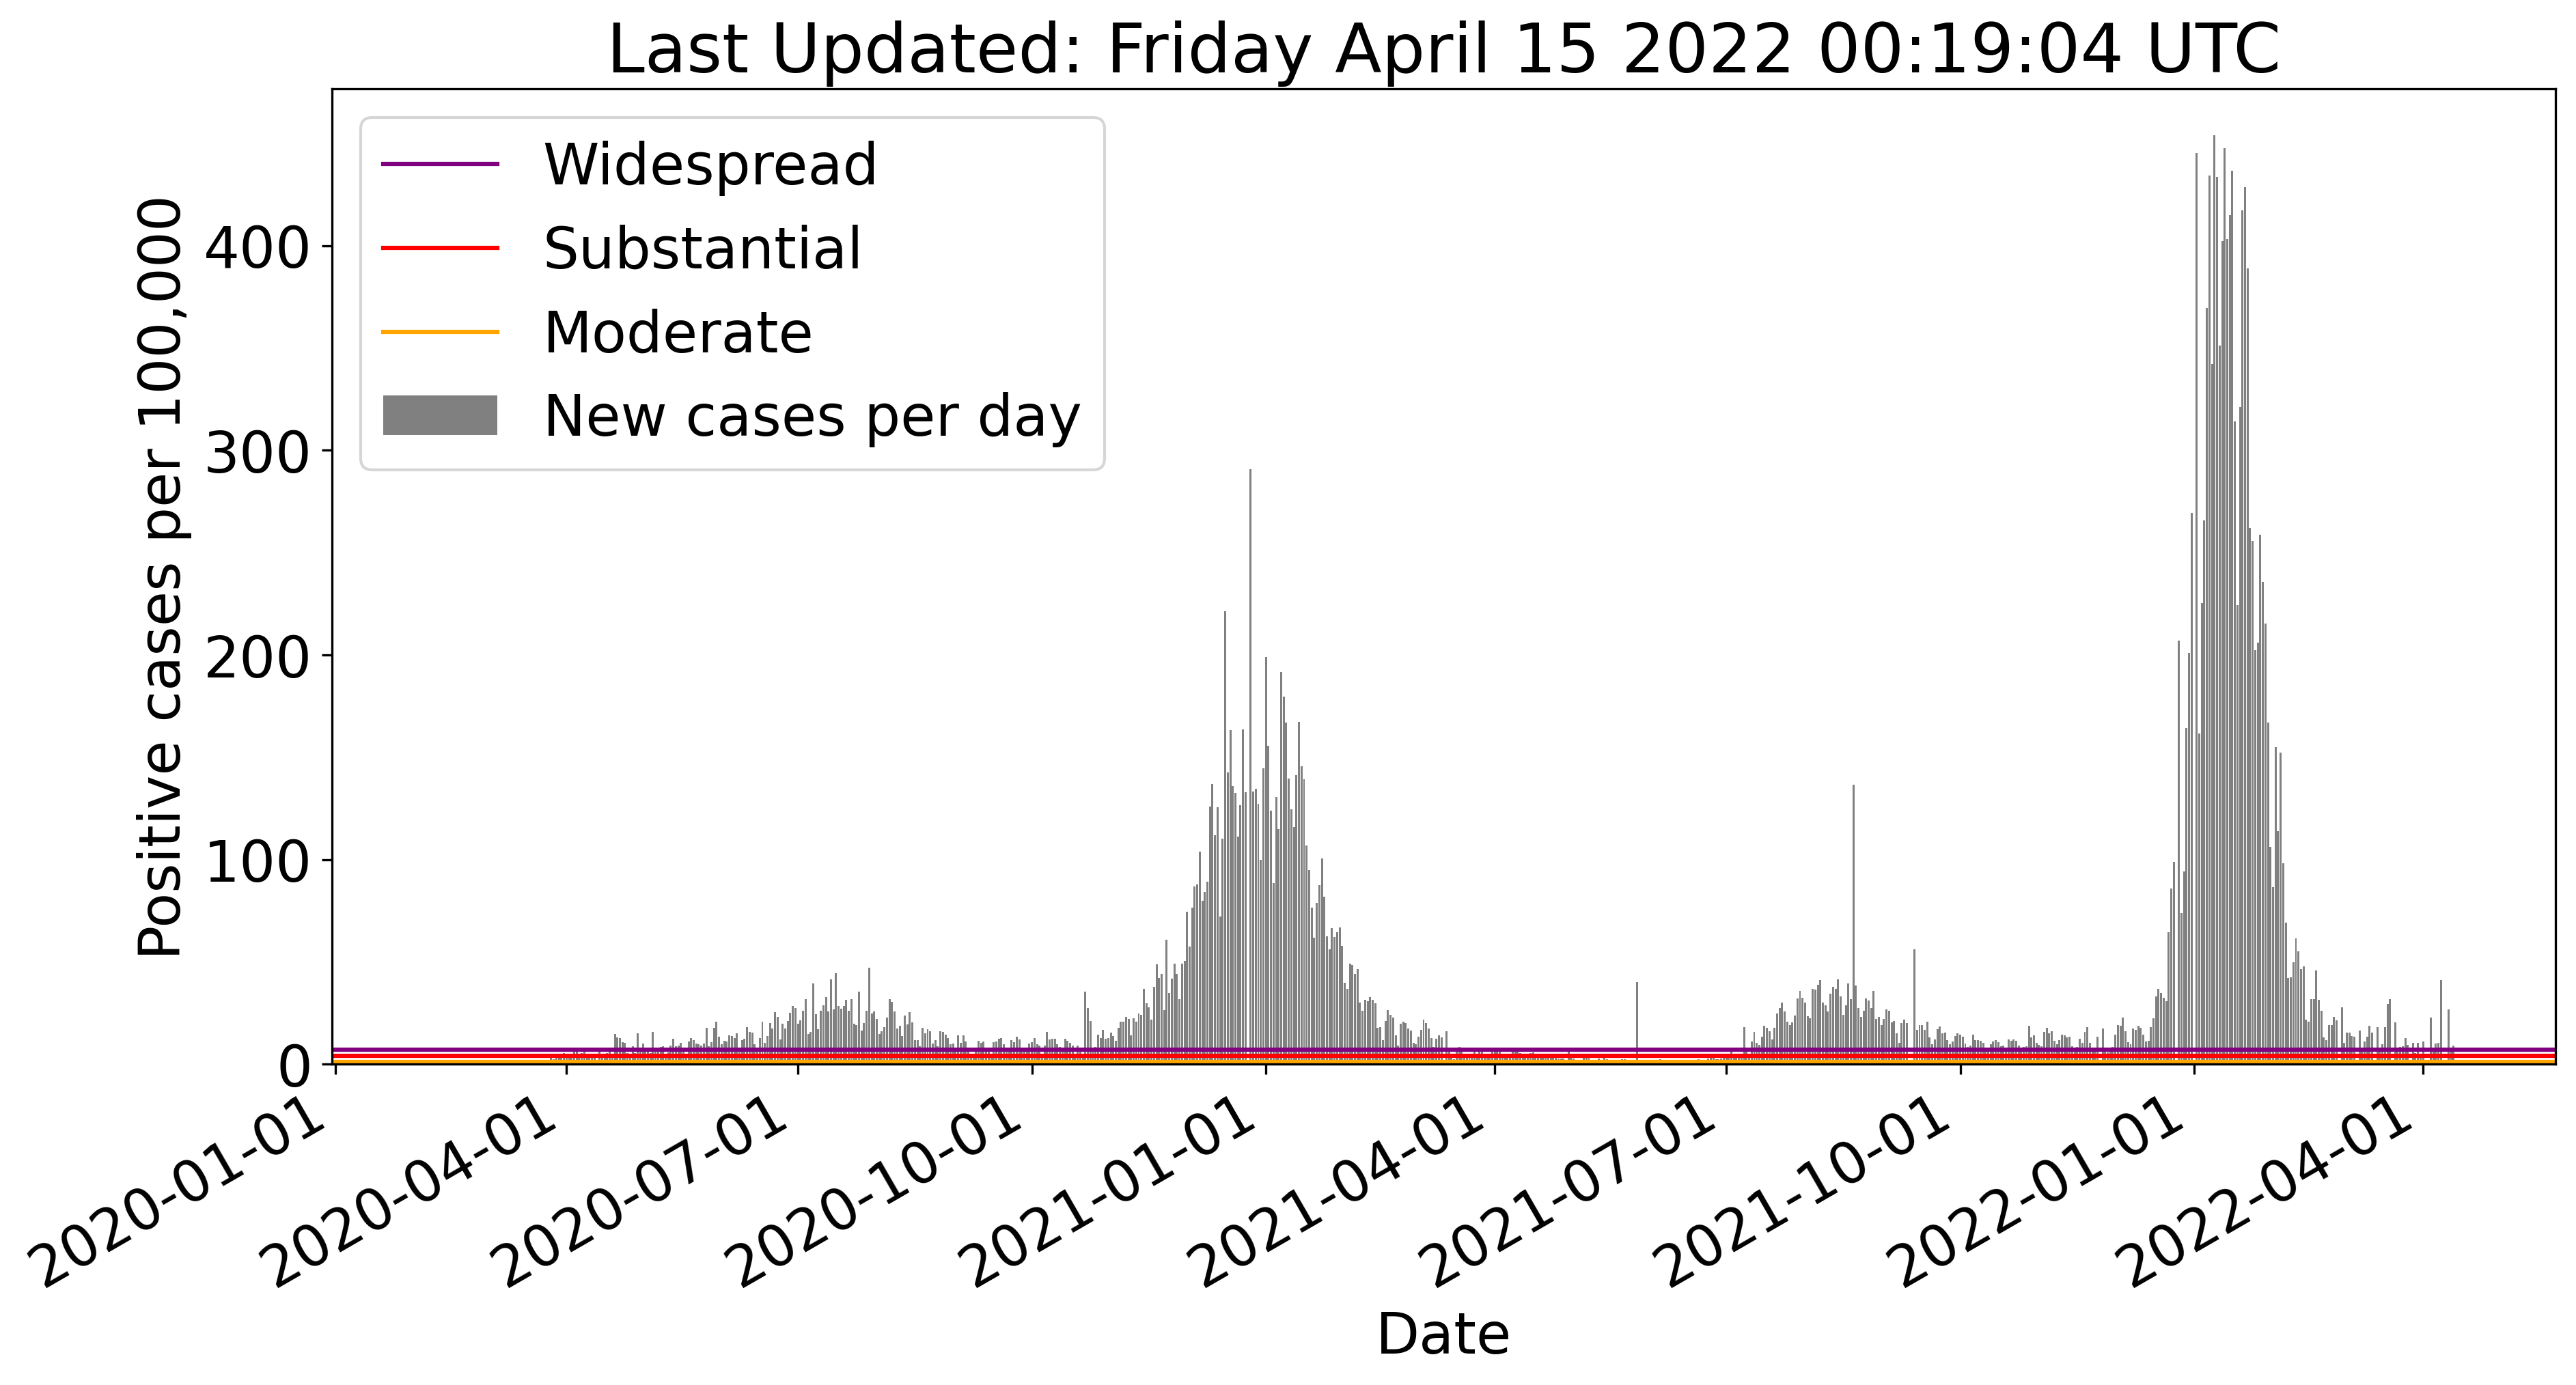 Last Updated: Friday April 15 2022 00:19:04 UTC
Widespread
Substantial
Moderate
New cases per day
Positive cases per 100,000
400
300
200
100
0
2020-01-01
2020-04-01
2020-07-01
2020-10-01
2021-01-01
2021-04-01
2021-07-01
2021-10-01
2022-01-01
2022-04-01
Date